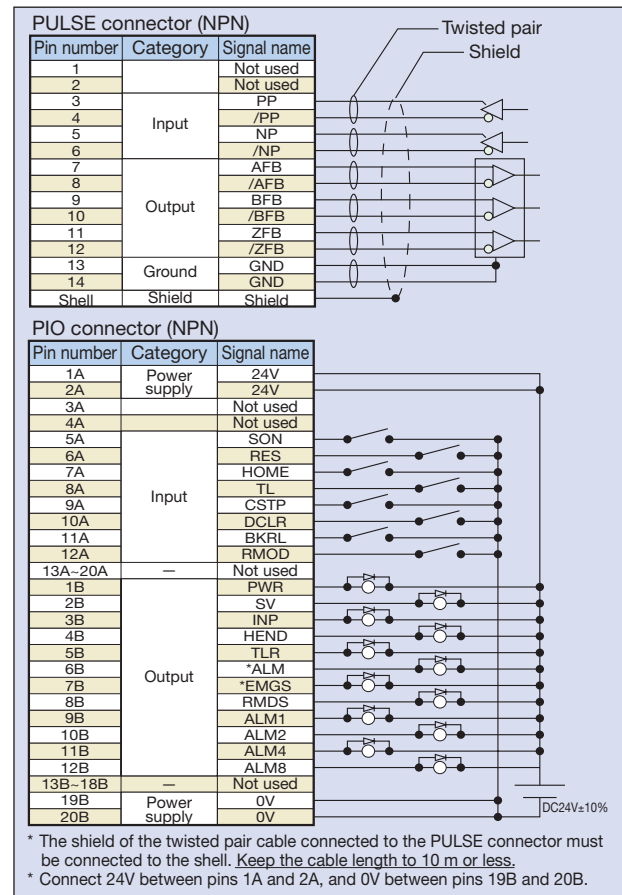 PULSE connector (NPN)
Twisted pair
Shield
Pin number Category Signal name
1 Not used
2 Not used
3 PP
4 /PP
Input
5 NP
6 /NP
7 AFB
8 /AFB
9 BFB
Output
10 /BFB
11 ZFB
12 /ZFB
13 GND
Ground
14 GND
Shell Shield Shield
PIO connector (NPN)
Pin number Category Signal name
1A Power 24V
2A supply 24V
3A Not used
4A Not used
5A SON
6A RES
7A HOME
8A TL
Input
9A CSTP
10A DCLR
11A BKRL
12A RMOD
13A~20A — Not used
1B PWR
2B SV
3B INP
4B HEND
5B TLR
6B *ALM
Output
7B *EMGS
8B RMDS
9B ALM1
10B ALM2
11B ALM4
12B ALM8
13B~18B — Not used
19B Power 0V
20B supply 0V
DC24V±10%
* The shield of the twisted pair cable connected to the PULSE connector must
be connected to the shell. Keep the cable length to 10 m or less.
* Connect 24V between pins 1A and 2A, and 0V between pins 19B and 20B.